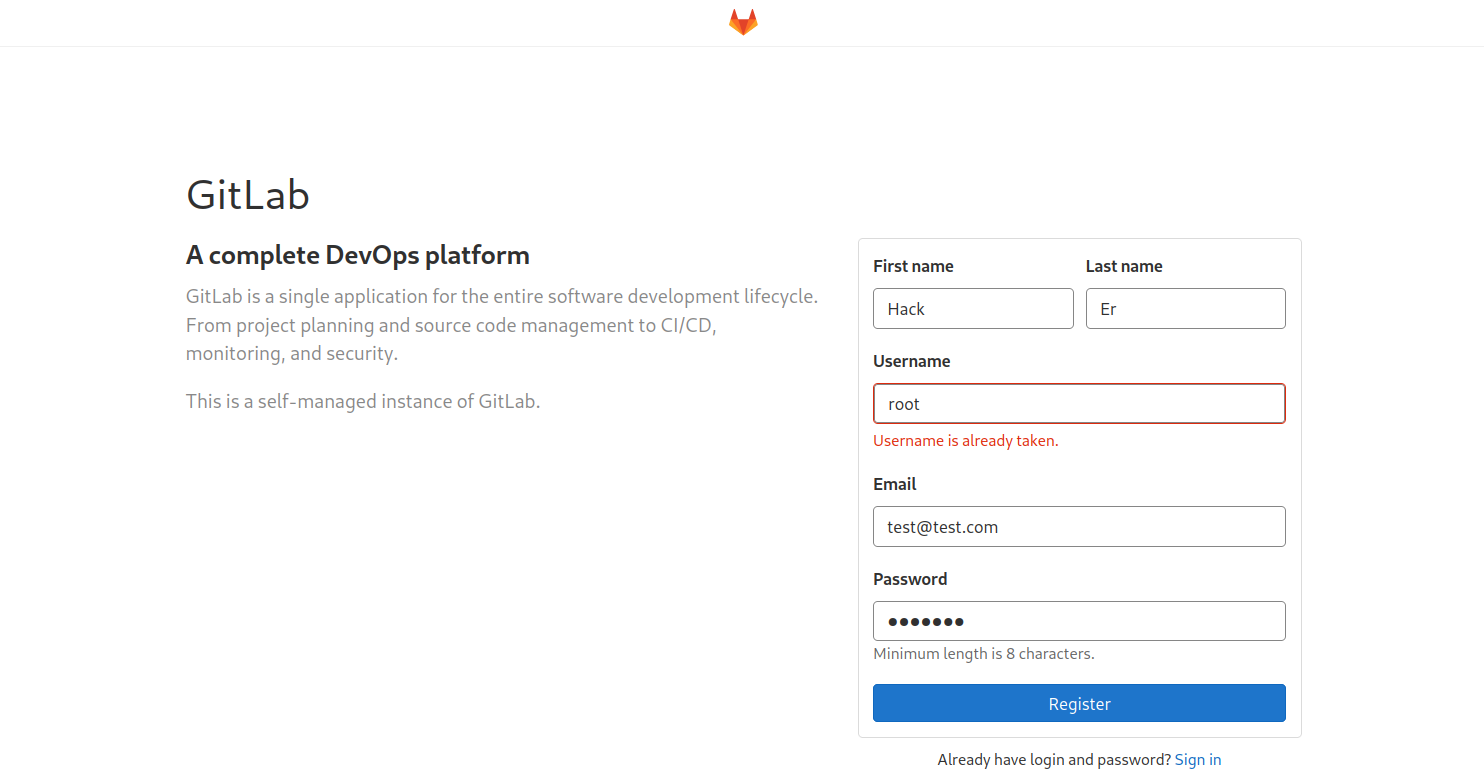 GitLab
A complete DevOps platform
GitLab is a single application for the entire software development lifecycle.
From project planning and source code management to CI/CD,
monitoring, and security.
This is a self-managed instance of GitLab.
First name Last name
Hack Er
Username
root
Username is already taken.
Email
test@test.com
Password
•••••••
Minimum length is 8 characters.
Register
Already have login and password? Sign in